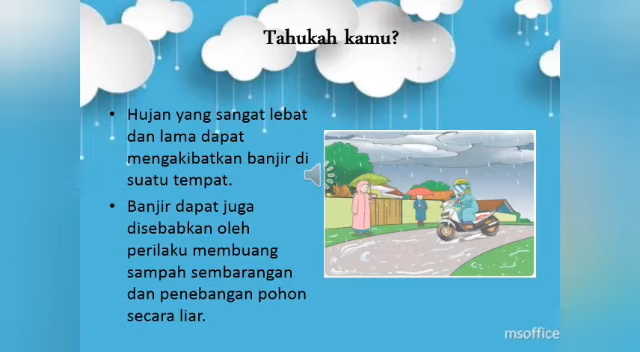 Tahukah kamu?
• Hujan yang sangat lebat
dan lama dapat
mengakibatkan banjir di
suatu tempat.
• Banjir dapat juga
disebabkan oleh
perilaku membuang
sampah sembarangan
dan penebangan pohon
secara liar.
msoffice